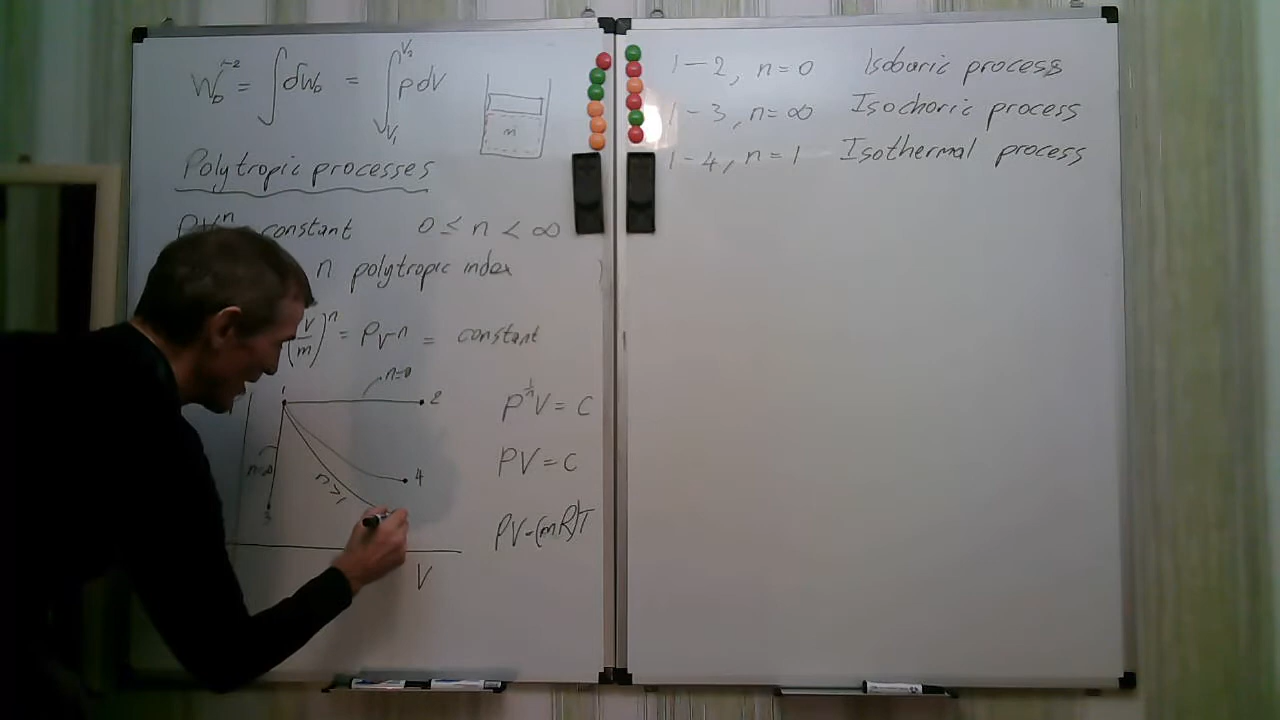 W_b^{1-2} = ∫δW_b = ∫_{V_1}^{V_2} p dV
m
Polytropic processes
PV^n constant 0 ≤ n < ∞
n polytropic index
(V/m)^n = Pv^n = constant
1 n=0 2
n=∞ n>1 4
3
V
p^{1/n}V = C
PV = C
PV=(mR)T
1-2, n=0 Isobaric process
1-3, n=∞ Isochoric process
1-4, n=1 Isothermal process